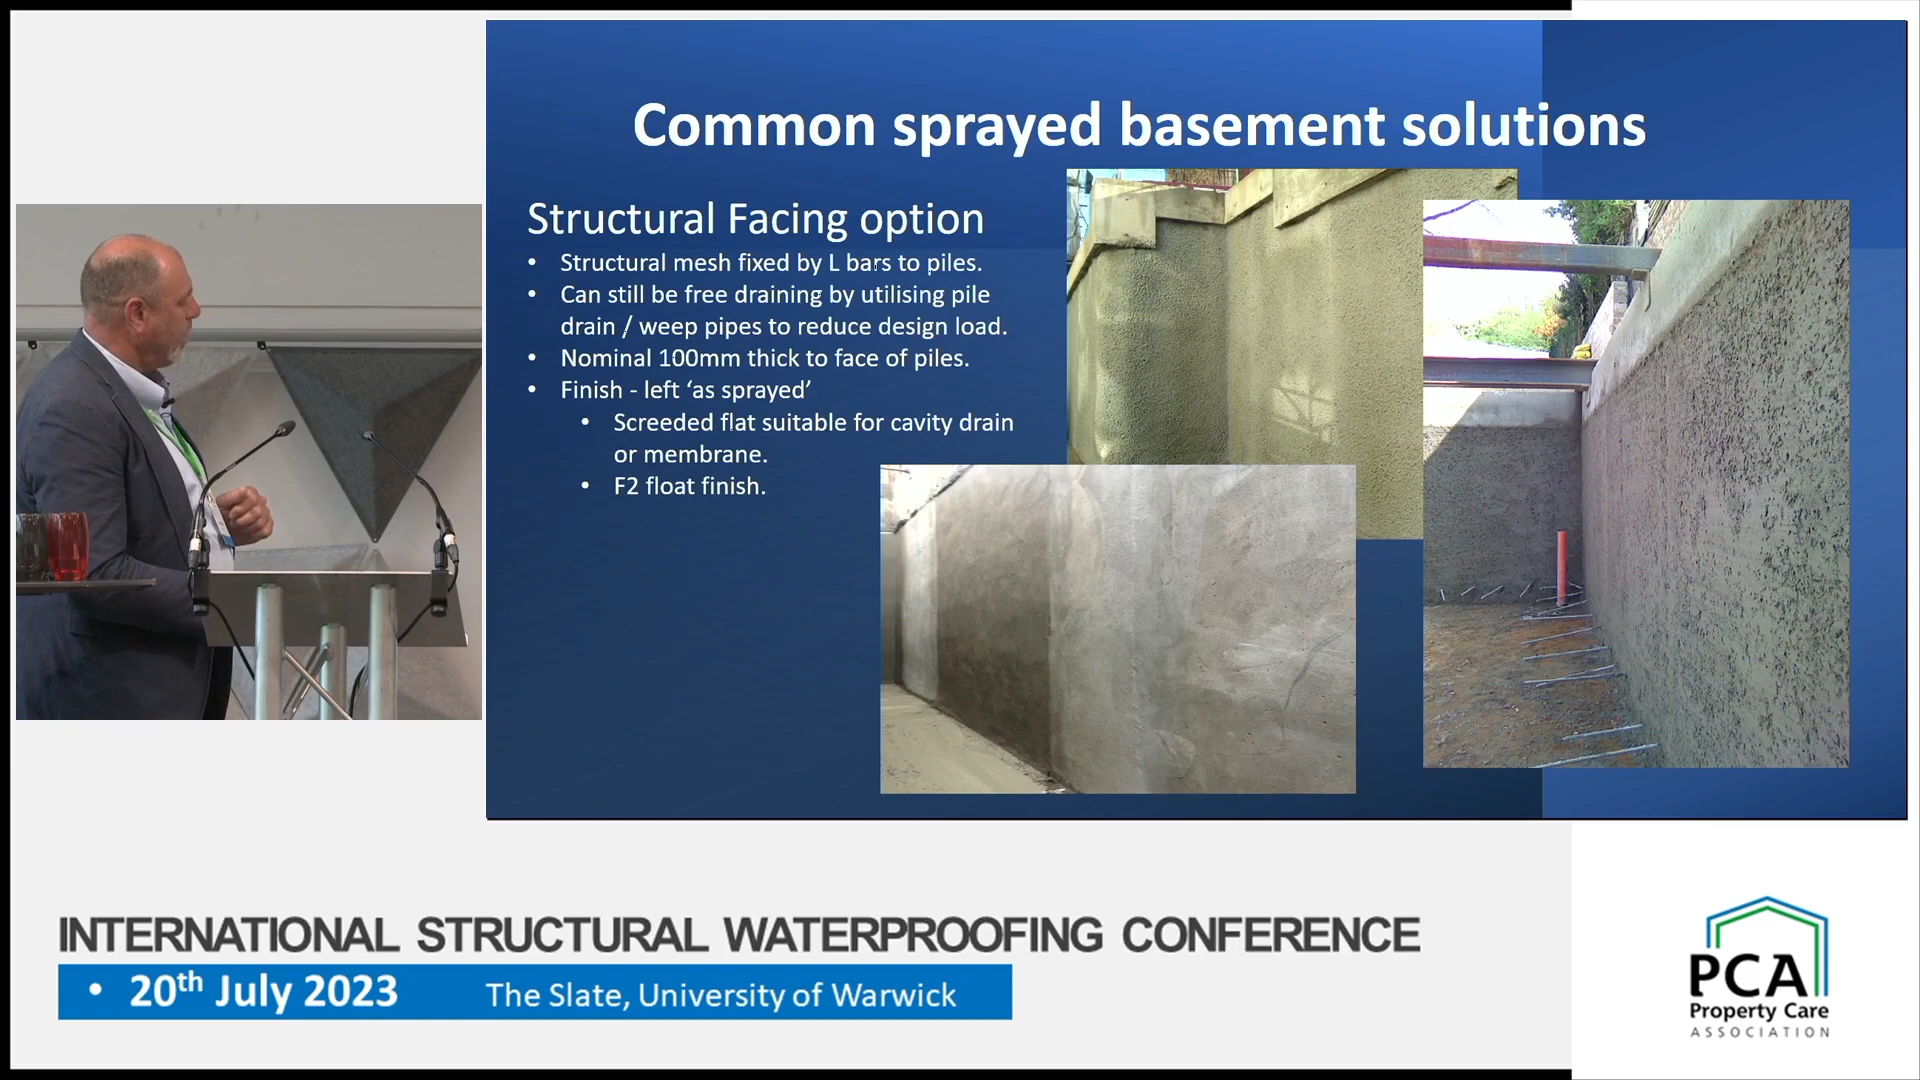 Common sprayed basement solutions
Structural Facing option
• Structural mesh fixed by L bars to piles.
• Can still be free draining by utilising pile
drain / weep pipes to reduce design load.
• Nominal 100mm thick to face of piles.
• Finish - left ‘as sprayed’
• Screeded flat suitable for cavity drain
or membrane.
• F2 float finish.
INTERNATIONAL STRUCTURAL WATERPROOFING CONFERENCE
• 20th July 2023 The Slate, University of Warwick
PCA
Property Care
ASSOCIATION